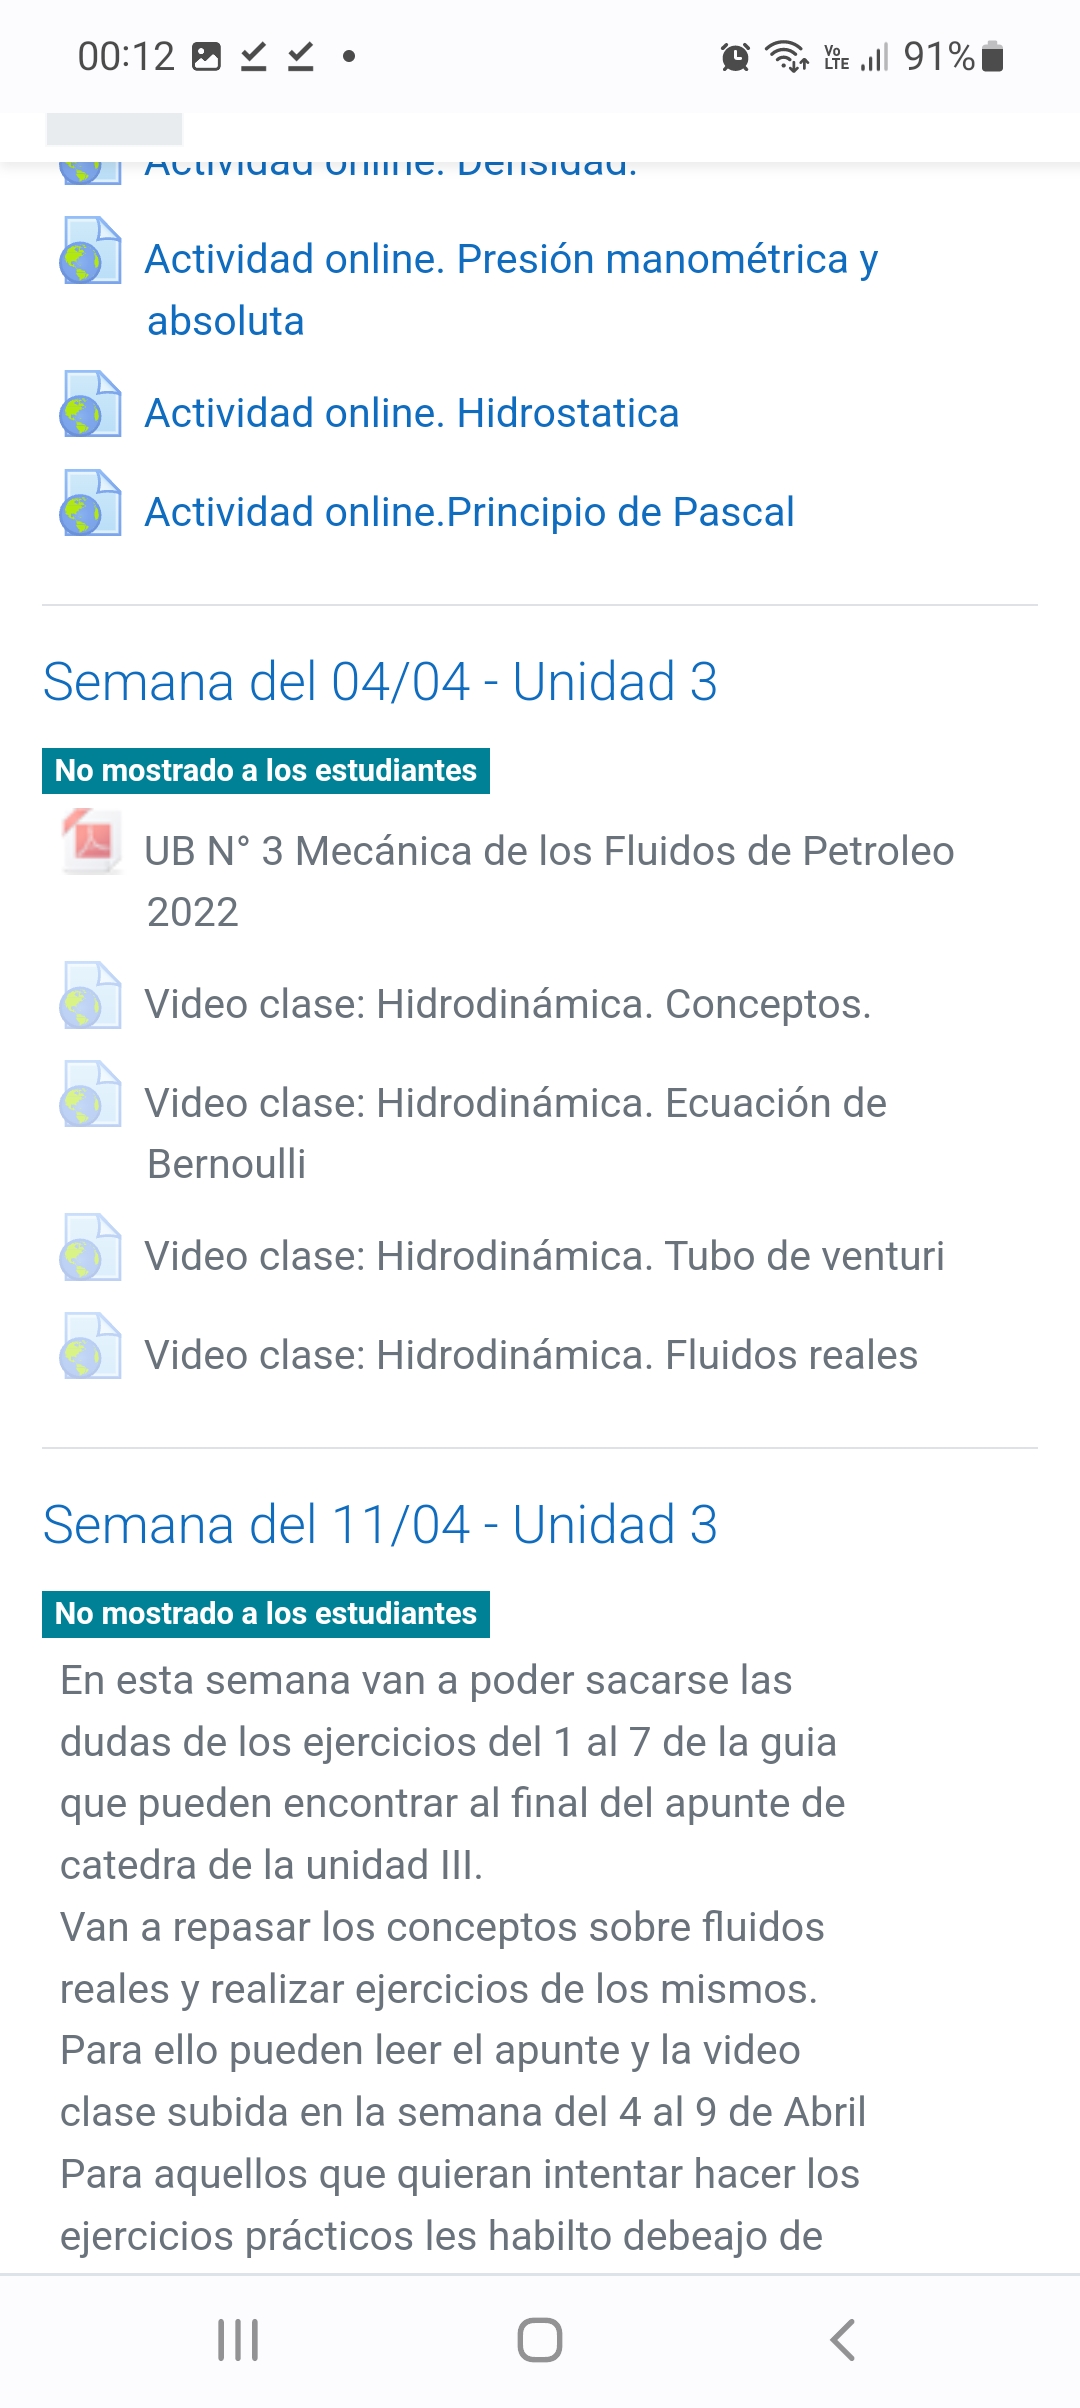 00:12
Vo LTE 91%
Actividad online. Densidad.
Actividad online. Presión manométrica y
absoluta
Actividad online. Hidrostatica
Actividad online.Principio de Pascal
Semana del 04/04 - Unidad 3
No mostrado a los estudiantes
UB N° 3 Mecánica de los Fluidos de Petroleo
2022
Video clase: Hidrodinámica. Conceptos.
Video clase: Hidrodinámica. Ecuación de
Bernoulli
Video clase: Hidrodinámica. Tubo de venturi
Video clase: Hidrodinámica. Fluidos reales
Semana del 11/04 - Unidad 3
No mostrado a los estudiantes
En esta semana van a poder sacarse las
dudas de los ejercicios del 1 al 7 de la guia
que pueden encontrar al final del apunte de
catedra de la unidad III.
Van a repasar los conceptos sobre fluidos
reales y realizar ejercicios de los mismos.
Para ello pueden leer el apunte y la video
clase subida en la semana del 4 al 9 de Abril
Para aquellos que quieran intentar hacer los
ejercicios prácticos les habilto debeajo de